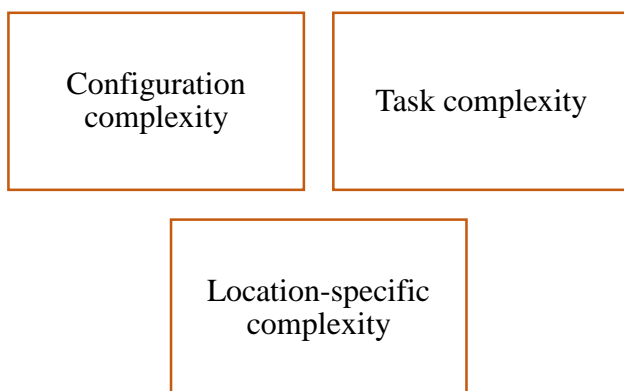 Configuration
complexity
Task complexity
Location-specific
complexity